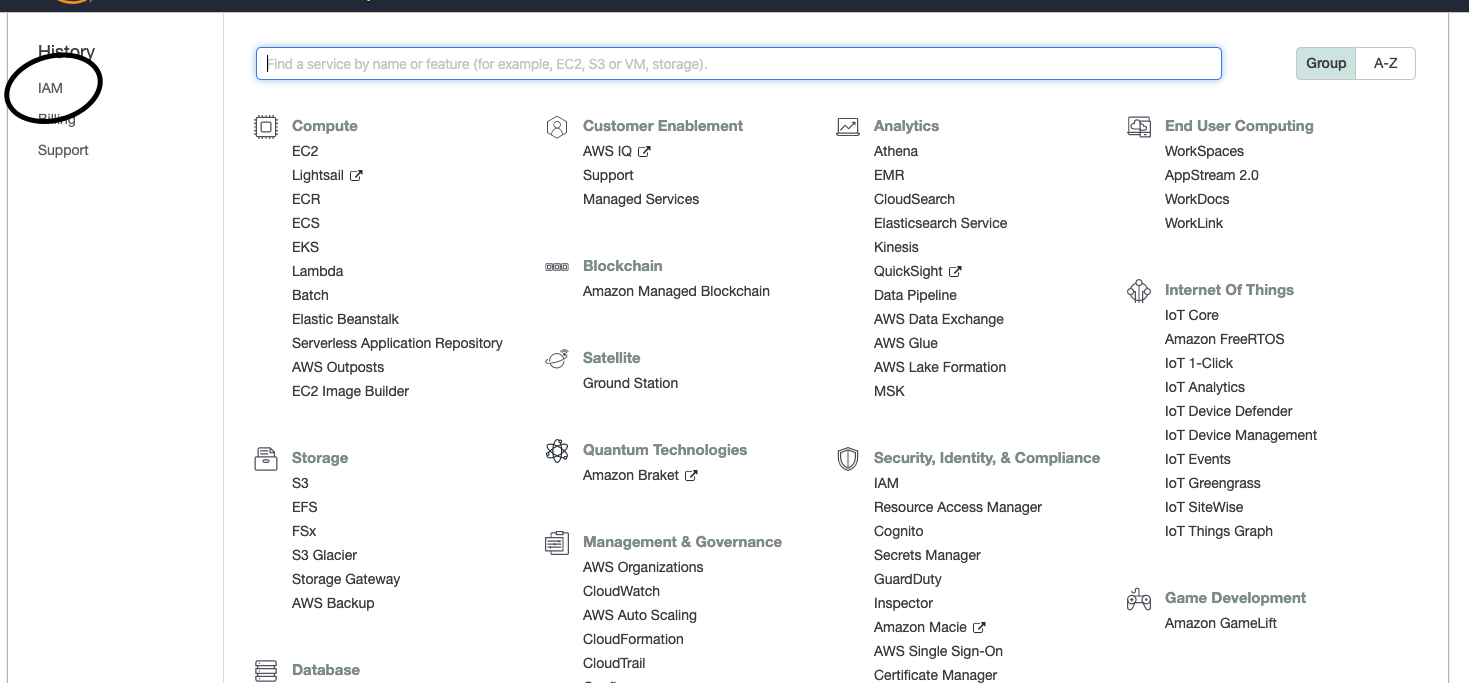 History
IAM
Billing
Support
Find a service by name or feature (for example, EC2, S3 or VM, storage).
Group
A-Z
Compute
EC2
Lightsail
ECR
ECS
EKS
Lambda
Batch
Elastic Beanstalk
Serverless Application Repository
AWS Outposts
EC2 Image Builder
Storage
S3
EFS
FSx
S3 Glacier
Storage Gateway
AWS Backup
Database
Customer Enablement
AWS IQ
Support
Managed Services
Blockchain
Amazon Managed Blockchain
Satellite
Ground Station
Quantum Technologies
Amazon Braket
Management & Governance
AWS Organizations
CloudWatch
AWS Auto Scaling
CloudFormation
CloudTrail
Analytics
Athena
EMR
CloudSearch
Elasticsearch Service
Kinesis
QuickSight
Data Pipeline
AWS Data Exchange
AWS Glue
AWS Lake Formation
MSK
Security, Identity, & Compliance
IAM
Resource Access Manager
Cognito
Secrets Manager
GuardDuty
Inspector
Amazon Macie
AWS Single Sign-On
Certificate Manager
End User Computing
WorkSpaces
AppStream 2.0
WorkDocs
WorkLink
Internet Of Things
IoT Core
Amazon FreeRTOS
IoT 1-Click
IoT Analytics
IoT Device Defender
IoT Device Management
IoT Events
IoT Greengrass
IoT SiteWise
IoT Things Graph
Game Development
Amazon GameLift